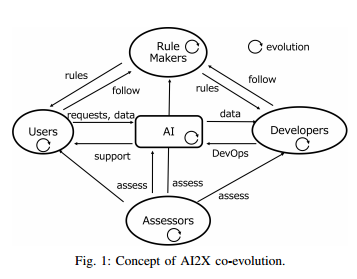 Rule
Makers
evolution
rules
follow
follow
rules
requests, data
data
Users
AI
Developers
support
DevOps
assess
assess
assess
Assessors
Fig. 1: Concept of AI2X co-evolution.